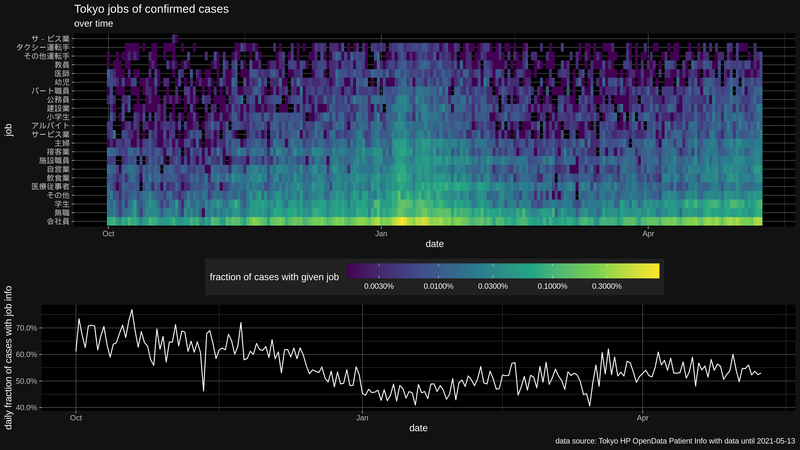 Tokyo jobs of confirmed cases
over time
job
サ - ビス業
タクシー運転手
その他運転手
教員
医師
幼児
パート職員
公務員
建設業
小学生
アルバイト
サービス業
主婦
接客業
施設職員
自営業
飲食業
医療従事者
その他
学生
無職
会社員
Oct Jan Apr
date
fraction of cases with given job
0.0030% 0.0100% 0.0300% 0.1000% 0.3000%
daily fraction of cases with job info
70.0%
60.0%
50.0%
40.0%
Oct Jan Apr
date
data source: Tokyo HP OpenData Patient Info with data until 2021-05-13